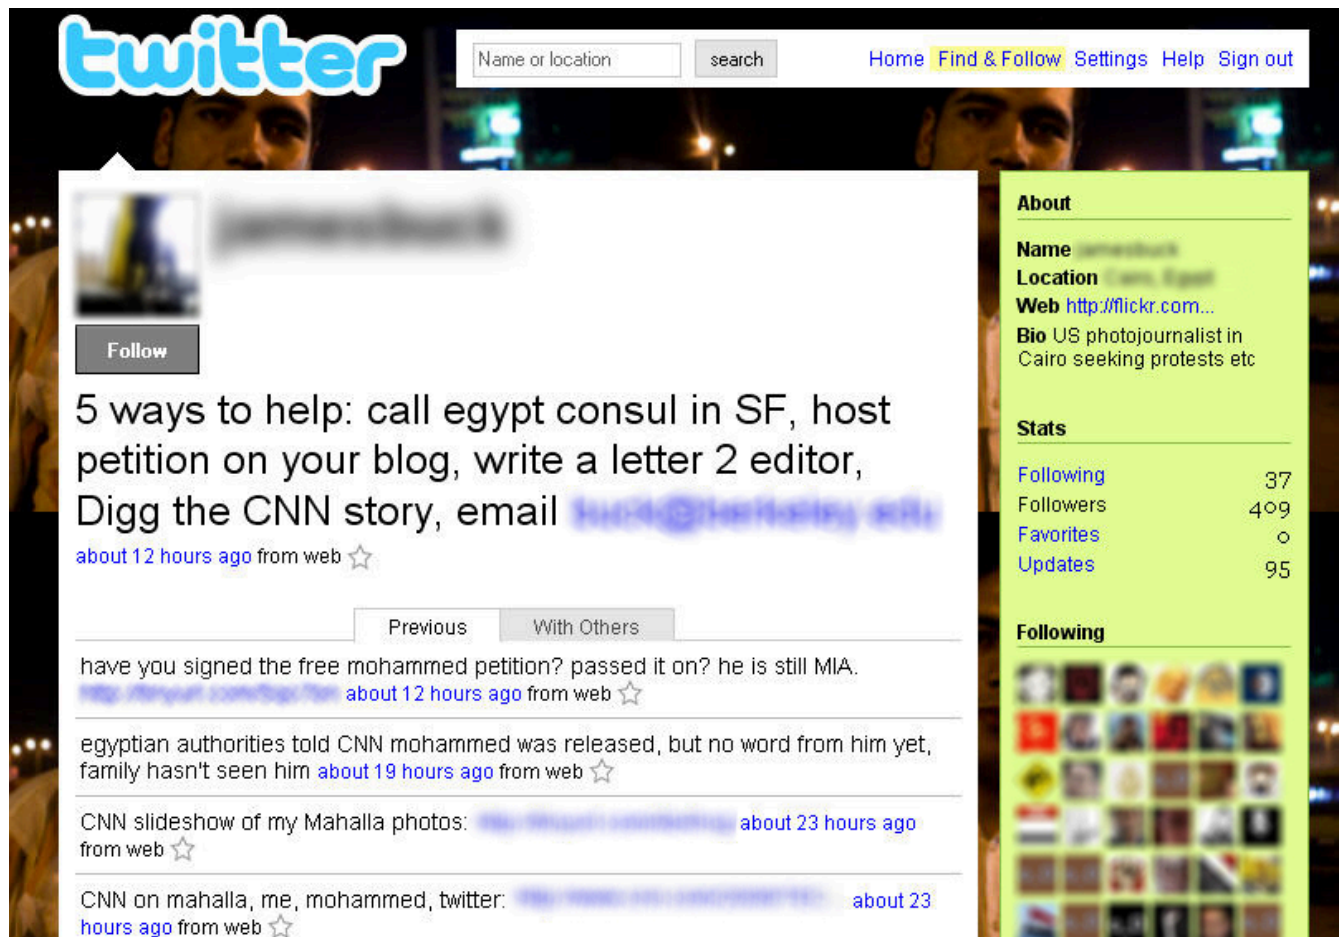 twitter
Name or location
search
Home Find & Follow Settings Help Sign out
Follow
5 ways to help: call egypt consul in SF, host
petition on your blog, write a letter 2 editor,
Digg the CNN story, email
about 12 hours ago from web
Previous
With Others
have you signed the free mohammed petition? passed it on? he is still MIA.
about 12 hours ago from web
egyptian authorities told CNN mohammed was released, but no word from him yet,
family hasn't seen him about 19 hours ago from web
CNN slideshow of my Mahalla photos: about 23 hours ago
from web
CNN on mahalla, me, mohammed, twitter: about 23
hours ago from web
About
Name
Location
Web http://flickr.com...
Bio US photojournalist in
Cairo seeking protests etc
Stats
Following 37
Followers 409
Favorites 0
Updates 95
Following